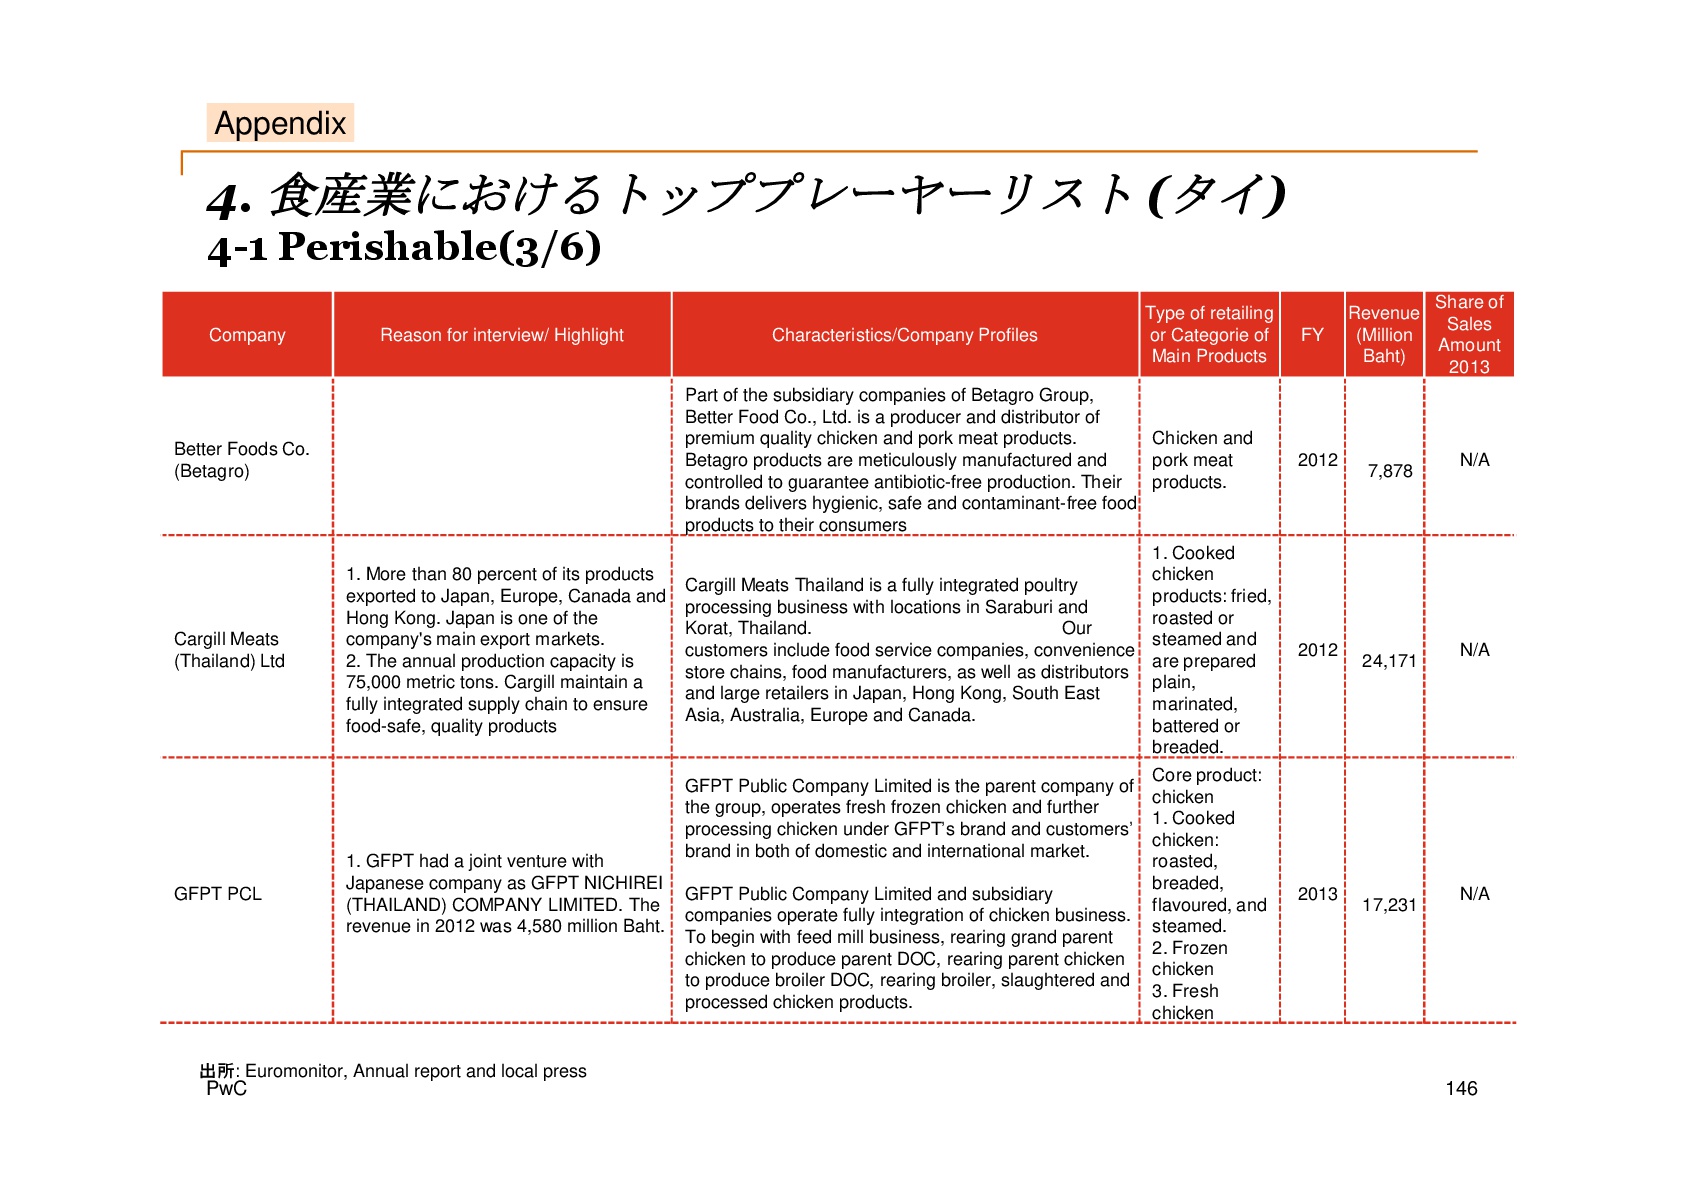 Appendix
4. 食産業におけるトッププレーヤーリスト(タイ)
4-1 Perishable(3/6)
Company
Reason for interview/ Highlight
Characteristics/Company Profiles
Type of retailing
or Categorie of
Main Products
FY
Revenue
(Million
Baht)
Share of
Sales
Amount
2013
Better Foods Co.
(Betagro)
Part of the subsidiary companies of Betagro Group,
Better Food Co., Ltd. is a producer and distributor of
premium quality chicken and pork meat products.
Betagro products are meticulously manufactured and
controlled to guarantee antibiotic-free production. Their
brands delivers hygienic, safe and contaminant-free food
products to their consumers
Chicken and
pork meat
products.
2012
7,878
N/A
Cargill Meats
(Thailand) Ltd
1. More than 80 percent of its products
exported to Japan, Europe, Canada and
Hong Kong. Japan is one of the
company's main export markets.
2. The annual production capacity is
75,000 metric tons. Cargill maintain a
fully integrated supply chain to ensure
food-safe, quality products
Cargill Meats Thailand is a fully integrated poultry
processing business with locations in Saraburi and
Korat, Thailand. Our
customers include food service companies, convenience
store chains, food manufacturers, as well as distributors
and large retailers in Japan, Hong Kong, South East
Asia, Australia, Europe and Canada.
1. Cooked
chicken
products: fried,
roasted or
steamed and
are prepared
plain,
marinated,
battered or
breaded.
2012
24,171
N/A
GFPT PCL
1. GFPT had a joint venture with
Japanese company as GFPT NICHIREI
(THAILAND) COMPANY LIMITED. The
revenue in 2012 was 4,580 million Baht.
GFPT Public Company Limited is the parent company of
the group, operates fresh frozen chicken and further
processing chicken under GFPT's brand and customers'
brand in both of domestic and international market.
GFPT Public Company Limited and subsidiary
companies operate fully integration of chicken business.
To begin with feed mill business, rearing grand parent
chicken to produce parent DOC, rearing parent chicken
to produce broiler DOC, rearing broiler, slaughtered and
processed chicken products.
Core product:
chicken
1. Cooked
chicken:
roasted,
breaded,
flavoured, and
steamed.
2. Frozen
chicken
3. Fresh
chicken
2013
17,231
N/A
出所: Euromonitor, Annual report and local press
PwC
146